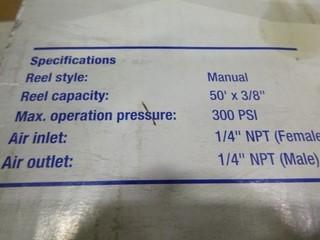 Specifications
Reel style: Manual
Reel capacity: 50' x 3/8"
Max. operation pressure: 300 PSI
Air inlet: 1/4" NPT (Female
Air outlet: 1/4" NPT (Male)